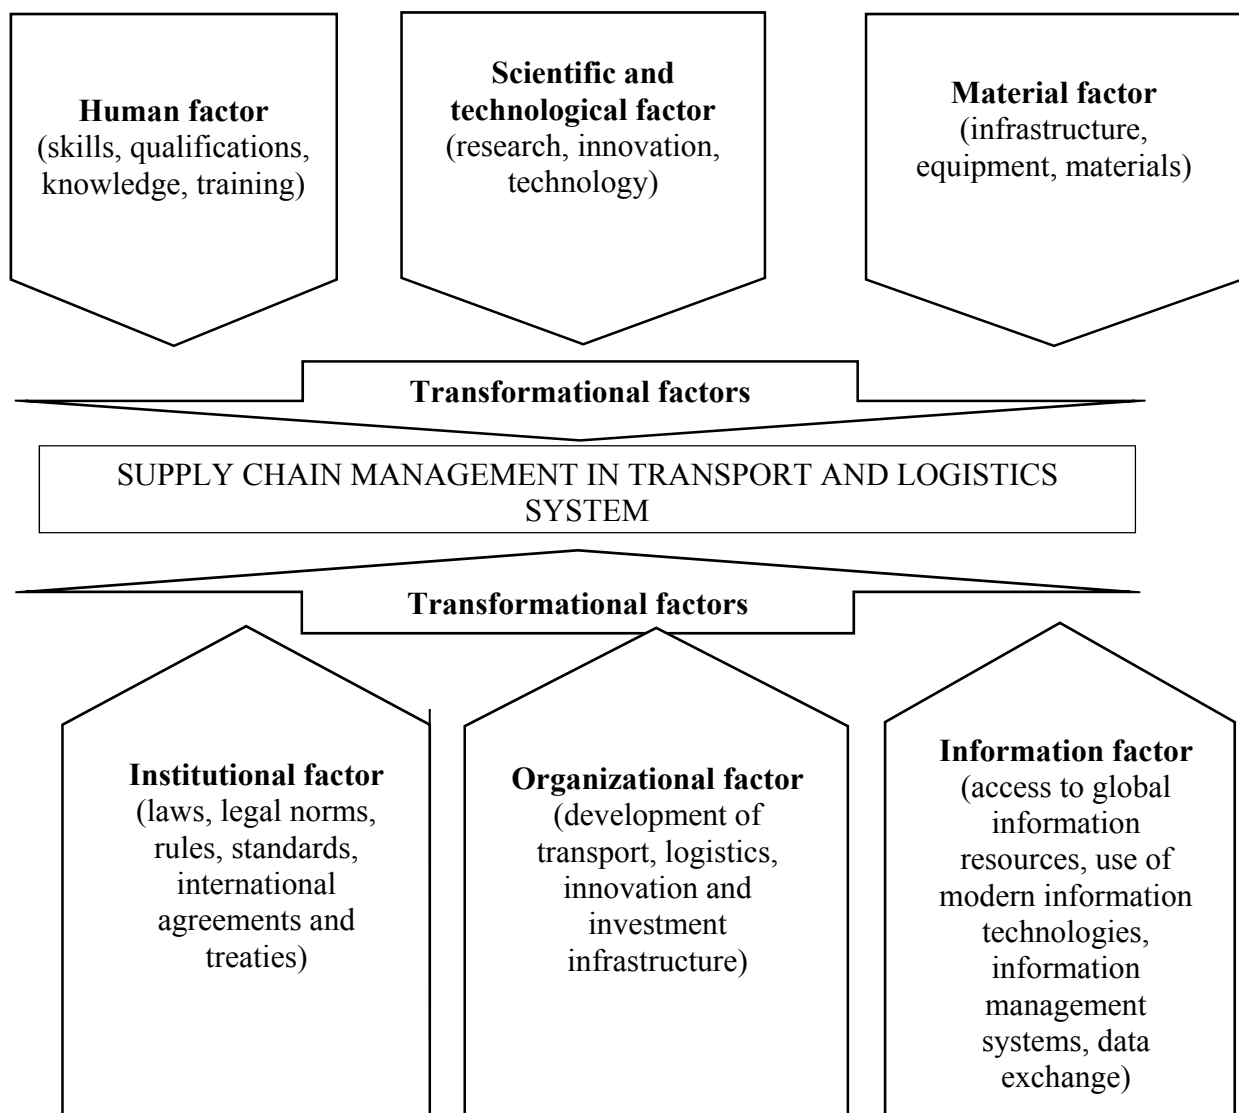 Human factor
(skills, qualifications,
knowledge, training)
Scientific and
technological factor
(research, innovation,
technology)
Material factor
(infrastructure,
equipment, materials)
Transformational factors
SUPPLY CHAIN MANAGEMENT IN TRANSPORT AND LOGISTICS
SYSTEM
Transformational factors
Institutional factor
(laws, legal norms,
rules, standards,
international
agreements and
treaties)
Organizational factor
(development of
transport, logistics,
innovation and
investment
infrastructure)
Information factor
(access to global
information
resources, use of
modern information
technologies,
information
management
systems, data
exchange)